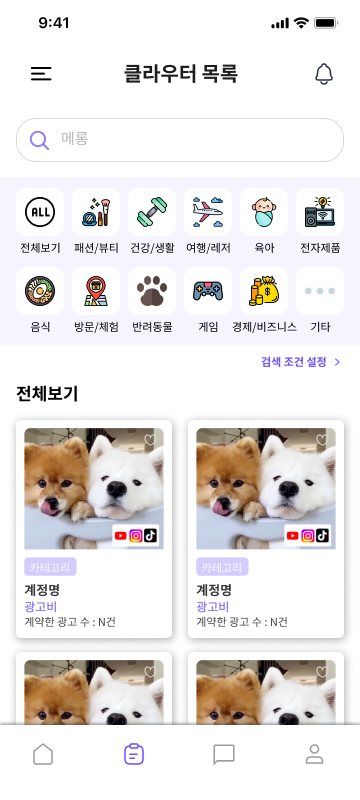 9:41
클라우터 목록
메롱
ALL
전체보기 패션/뷰티 건강/생활 여행/레저 육아 전자제품
음식 방문/체험 반려동물 게임 경제/비즈니스 기타
검색 조건 설정 >
전체보기
카테고리 카테고리
계정명 계정명
광고비 광고비
계약한 광고 수 : N건 계약한 광고 수 : N건